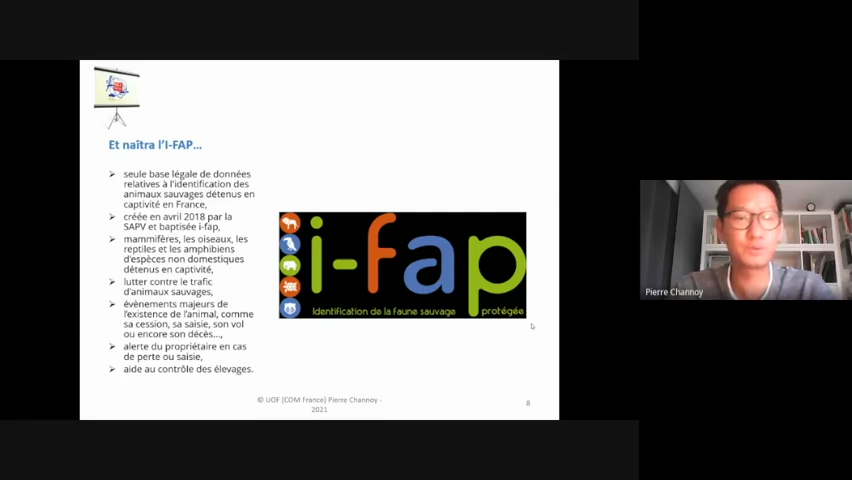 Et naîtra l'I-FAP...
➢ seule base légale de données
relatives à l'identification des
animaux sauvages détenus en
captivité en France,
➢ créée en avril 2018 par la
SAPV et baptisée i-fap,
➢ mammifères, les oiseaux, les
reptiles et les amphibiens
d'espèces non domestiques
détenus en captivité,
➢ lutter contre le trafic
d'animaux sauvages,
➢ évènements majeurs de
l'existence de l'animal, comme
sa cession, sa saisie, son vol
ou encore son décès...,
➢ alerte du propriétaire en cas
de perte ou saisie,
➢ aide au contrôle des élevages.
i-fap
Identification de la faune sauvage protégée
© UOF (COM France) Pierre Channoy -
2021
8
Pierre Channoy